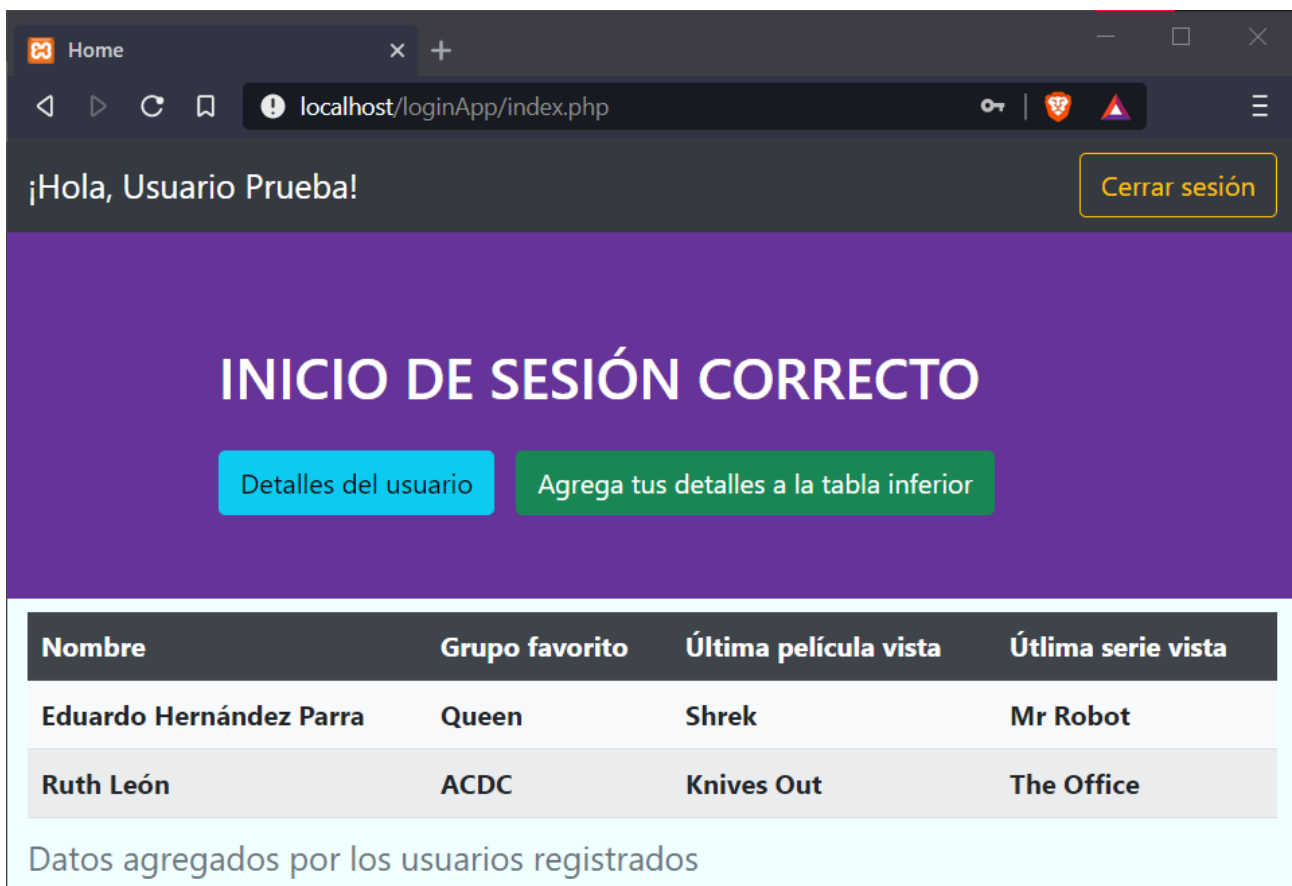 Home
localhost/loginApp/index.php
¡Hola, Usuario Prueba! Cerrar sesión
INICIO DE SESIÓN CORRECTO
Detalles del usuario Agrega tus detalles a la tabla inferior
Nombre Grupo favorito Última película vista Útlima serie vista
Eduardo Hernández Parra Queen Shrek Mr Robot
Ruth León ACDC Knives Out The Office
Datos agregados por los usuarios registrados